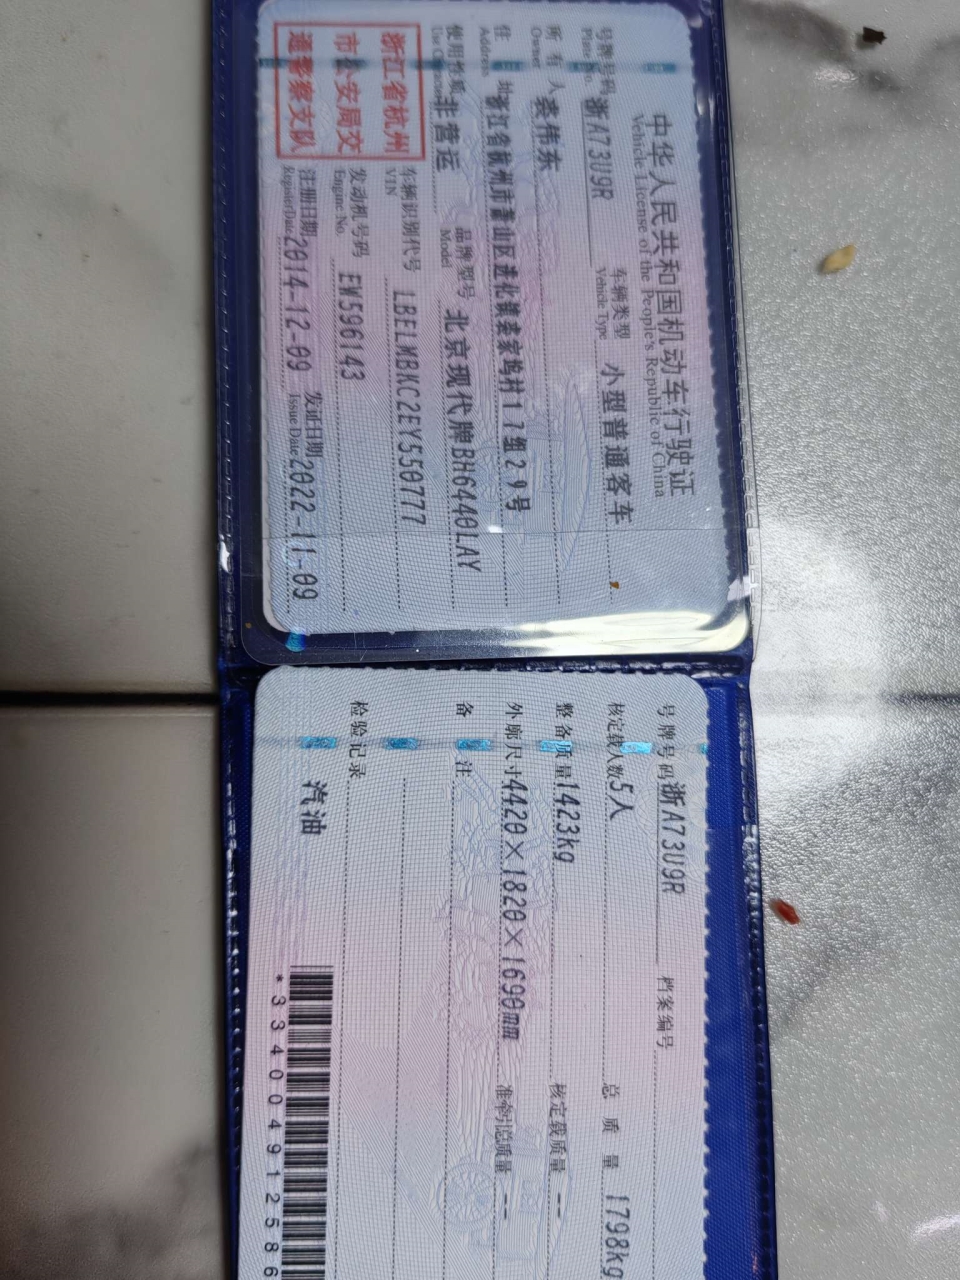 中华人民共和国机动车行驶证
Vehicle License of the People's Republic of China
号牌号码 浙A73U9R 车辆类型 小型普通客车
Plate No. Vehicle Type
所有人 裘伟东
Owner
住址 浙江省杭州市萧山区进化镇裘家坞村17组29号
Address
使用性质 非营运 品牌型号 北京现代牌BH6440LAY
Use Character Model
浙江省杭州
市公安局交
通警察支队
车辆识别代号 LBELMBKC2EY550777
VIN
发动机号码 EW596143
Engine No.
注册日期 2014-12-09 发证日期 2022-11-09
Register Date Issue Date
号牌号码 浙A73U9R 档案编号
核定载人数 5人 总质量 1798kg
整备质量 1423kg 核定载质量 --
外廓尺寸 4420×1820×1690mm 准牵引总质量 --
备注
检验记录
汽油
*334004912586